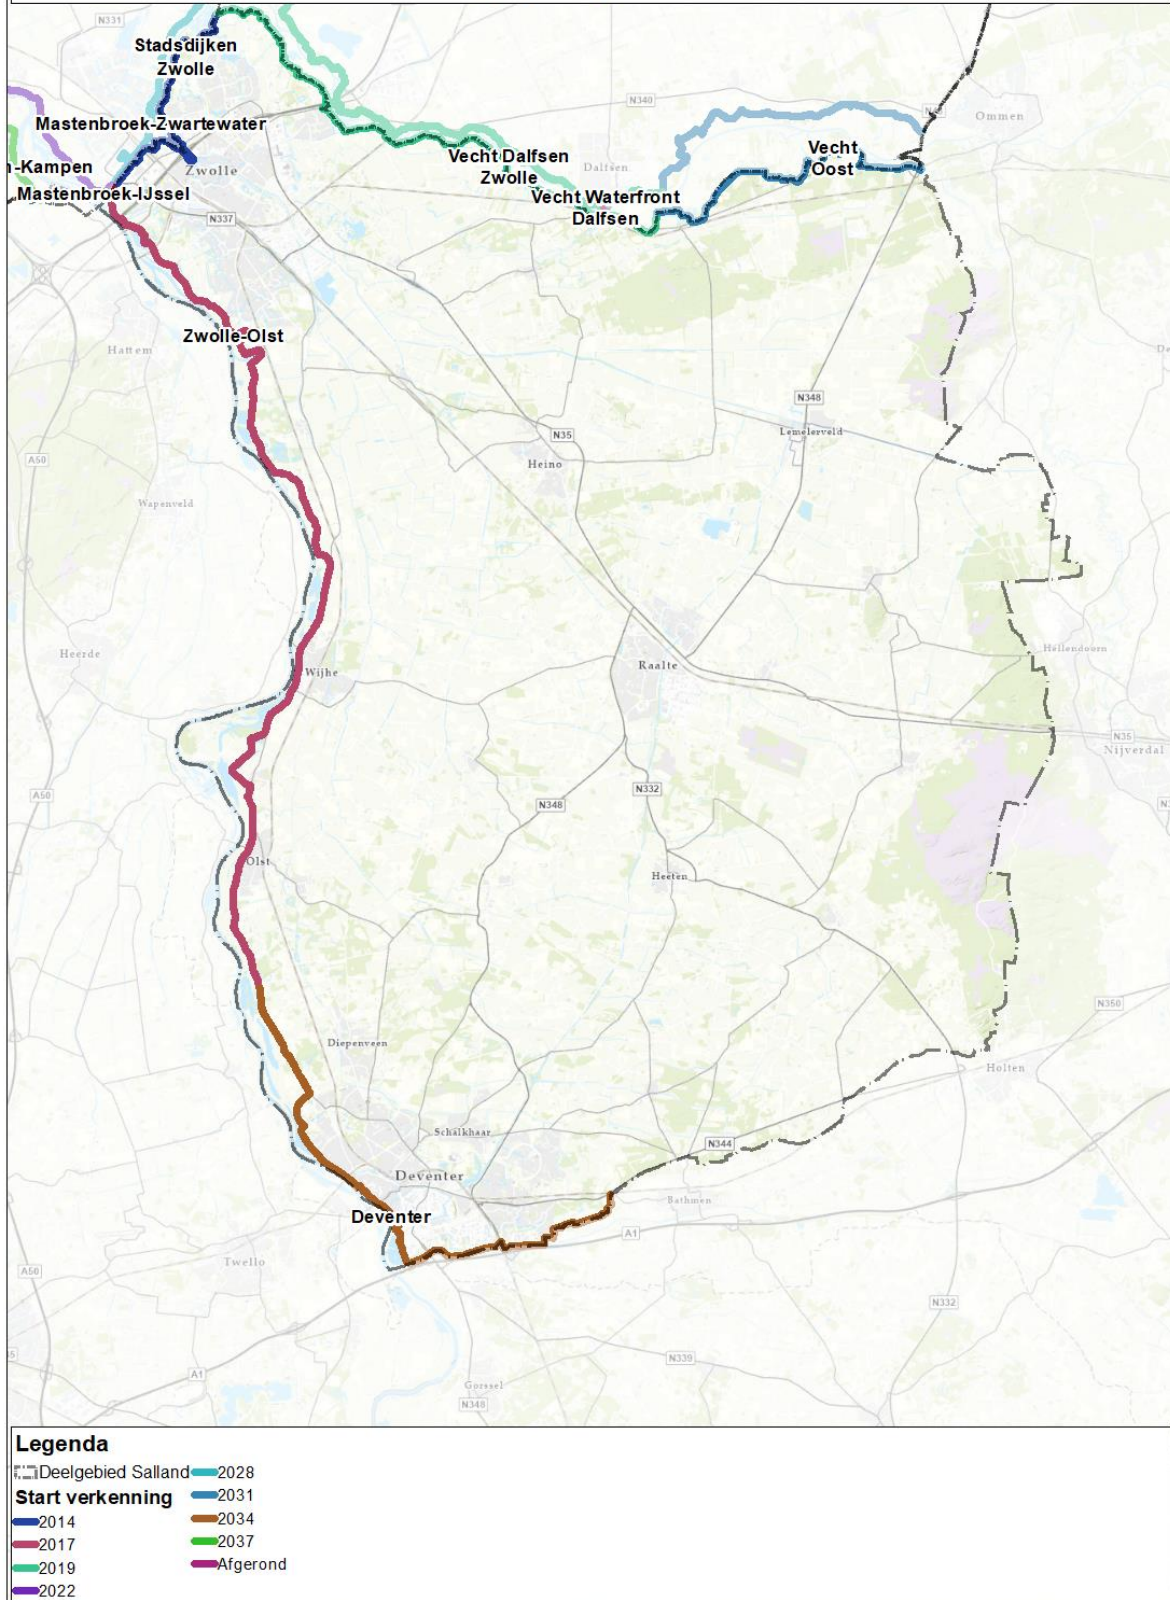 N331
Stadsdijken
Zwolle
N340
Ommen
Mastenbroek-Zwartewater
Vecht Dalfsen
Zwolle
Dalfsen
Vecht
Oost
n-Kampen
Zwolle
Mastenbroek-IJssel
Vecht Waterfront
Dalfsen
N337
Zwolle-Olst
Hattem
N348
Lemelerveld
N35
Heino
A50
Wapenveld
Heerde
Wijhe
Raalte
Hellendoorn
N35
Nijverdal
A50
N348
N332
Olst
Heeten
N350
Diepenveen
Holten
Schalkhaar
N344
Deventer
Bathmen
Deventer
A1
Twello
A50
N332
A1
N339
Gorssel
N348
Legenda
Deelgebied Salland
2028
Start verkenning
2031
2014
2034
2017
2037
2019
Afgerond
2022